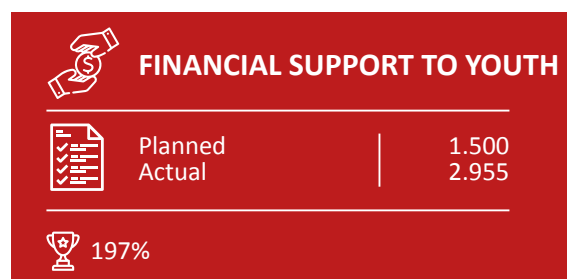 FINANCIAL SUPPORT TO YOUTH
Planned 1.500
Actual 2.955
197%